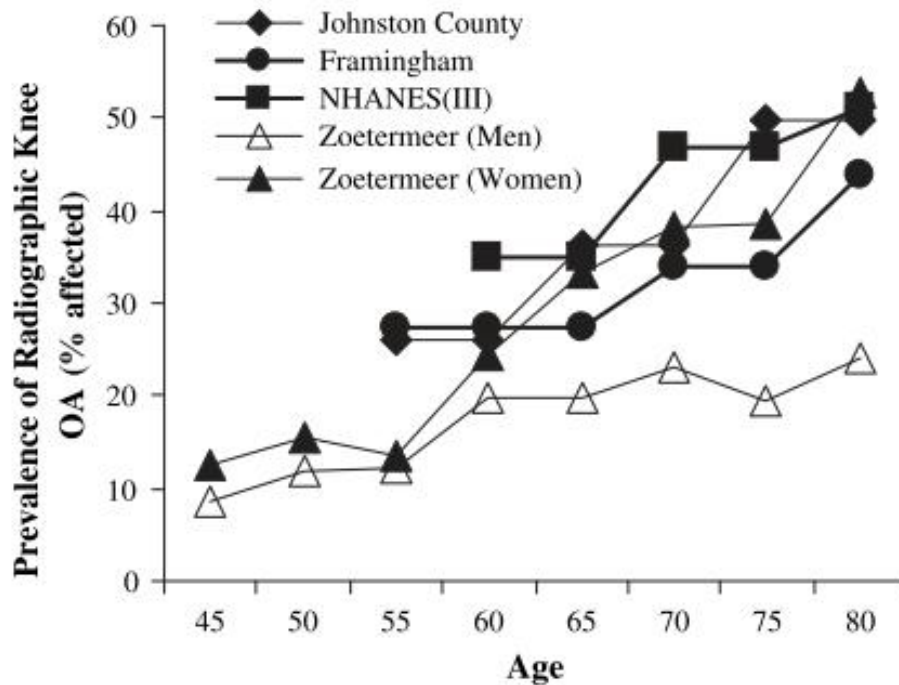 60
50
40
30
20
10
0
Prevalence of Radiographic Knee
OA (% affected)
Johnston County
Framingham
NHANES(III)
Zoetermeer (Men)
Zoetermeer (Women)
45 50 55 60 65 70 75 80
Age